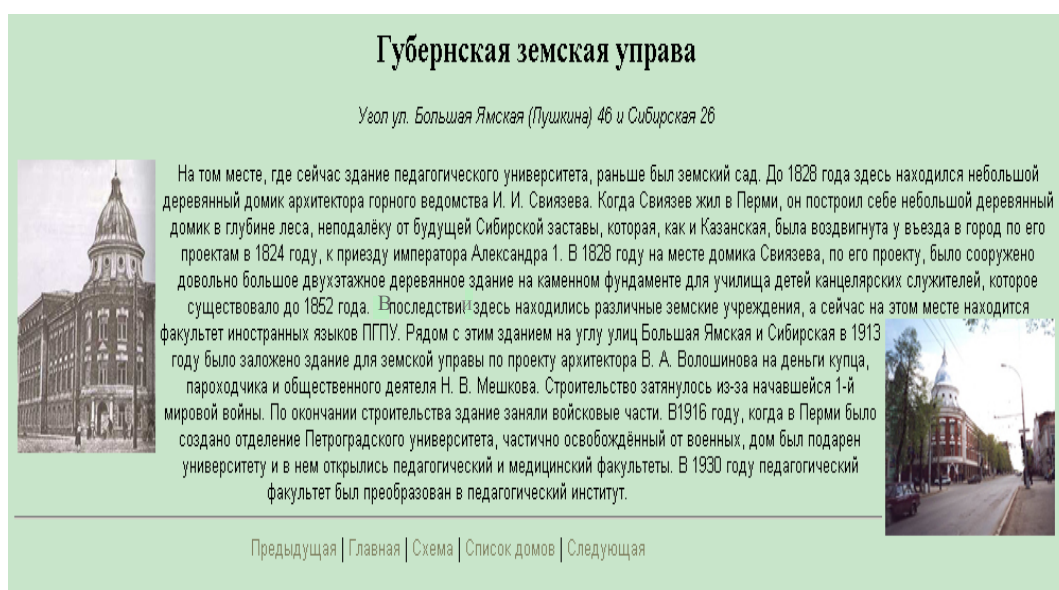 Губернская земская управа
Угол ул. Большая Ямская (Пушкина) 46 и Сибирская 26
На том месте, где сейчас здание педагогического университета, раньше был земский сад. До 1828 года здесь находился небольшой
деревянный домик архитектора горного ведомства И. И. Свиязева. Когда Свиязев жил в Перми, он построил себе небольшой деревянный
домик в глубине леса, неподалёку от будущей Сибирской заставы, которая, как и Казанская, была воздвигнута у въезда в город по его
проектам в 1824 году, к приезду императора Александра 1. В 1828 году на месте домика Свиязева, по его проекту, было сооружено
довольно большое двухэтажное деревянное здание на каменном фундаменте для училища детей канцелярских служителей, которое
существовало до 1852 года. Впоследствии здесь находились различные земские учреждения, а сейчас на этом месте находится
факультет иностранных языков ПГПУ. Рядом с этим зданием на углу улиц Большая Ямская и Сибирская в 1913
году было заложено здание для земской управы по проекту архитектора В. А. Волошинова на деньги купца,
пароходчика и общественного деятеля Н. В. Мешкова. Строительство затянулось из-за начавшейся 1-й
мировой войны. По окончании строительства здание заняли войсковые части. В1916 году, когда в Перми было
создано отделение Петроградского университета, частично освобождённый от военных, дом был подарен
университету и в нем открылись педагогический и медицинский факультеты. В 1930 году педагогический
факультет был преобразован в педагогический институт.
Предыдущая | Главная | Схема | Список домов | Следующая